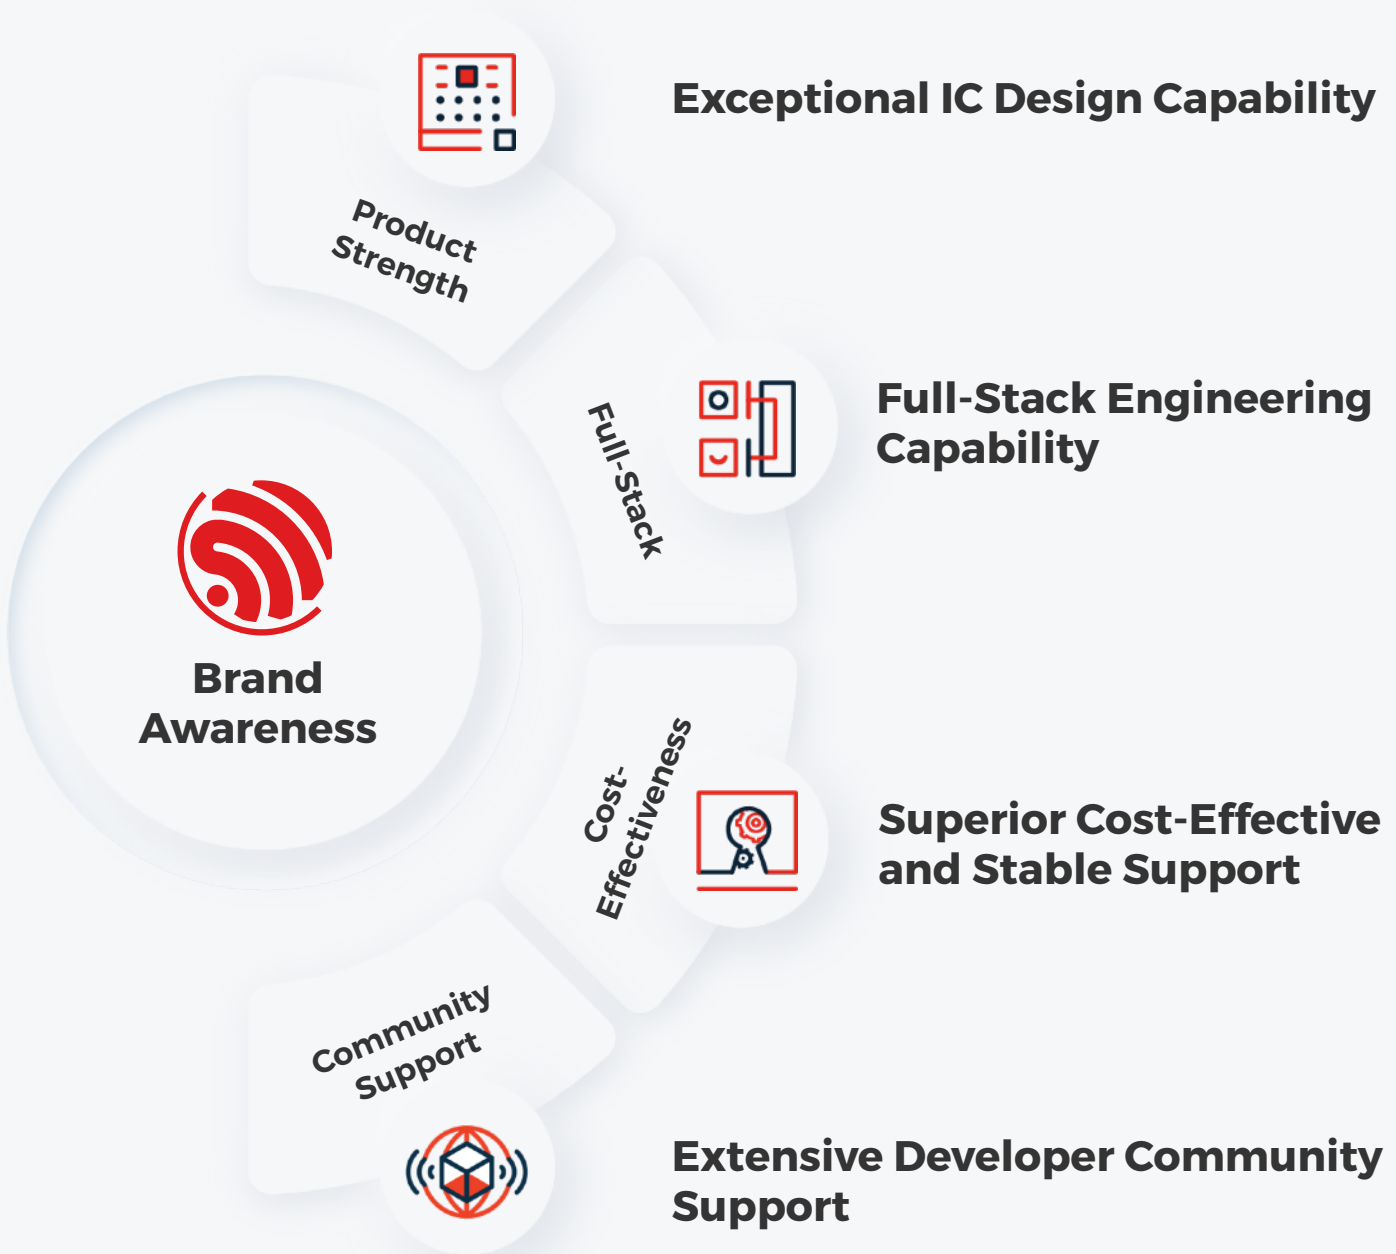 Exceptional IC Design Capability
Product
Strength
Full-Stack
Full-Stack Engineering
Capability
Brand
Awareness
Cost-
Effectiveness
Superior Cost-Effective
and Stable Support
Community
Support
Extensive Developer Community
Support